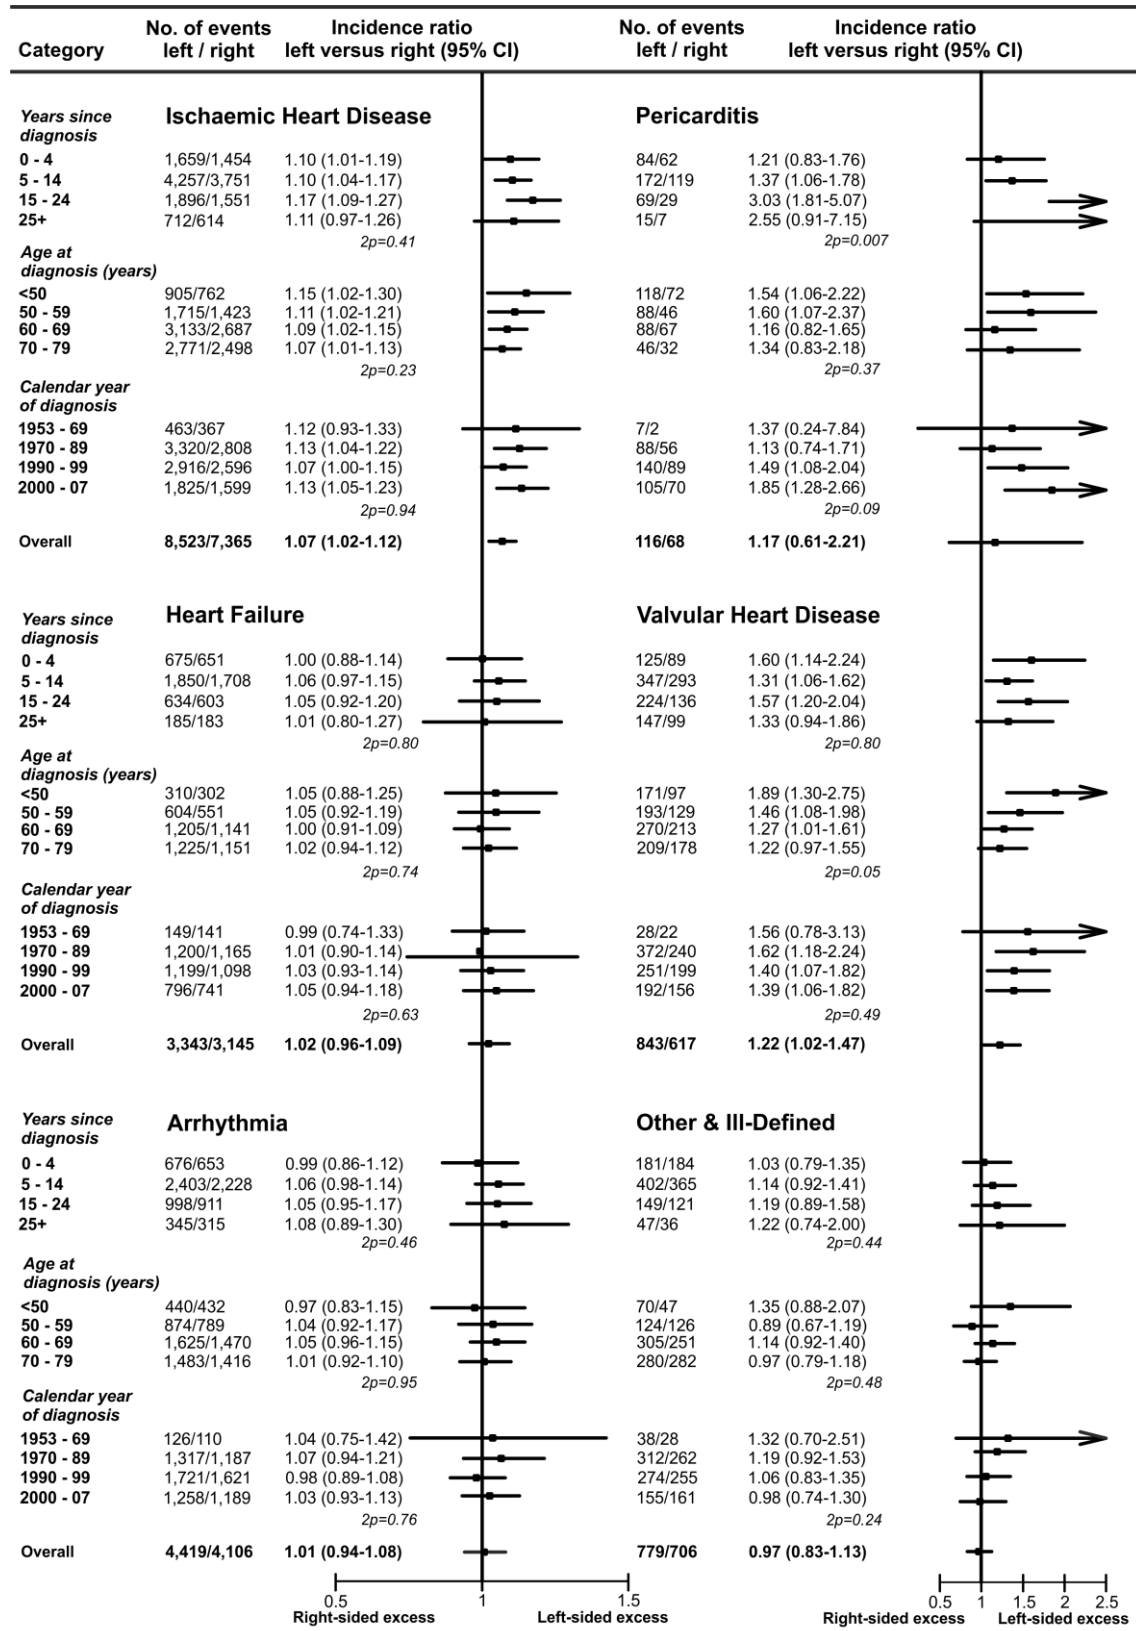 Category No. of events left / right Incidence ratio left versus right (95% CI) No. of events left / right Incidence ratio left versus right (95% CI)
Years since diagnosis Ischaemic Heart Disease Pericarditis
0 - 4 1,659/1,454 1.10 (1.01-1.19) 84/62 1.21 (0.83-1.76)
5 - 14 4,257/3,751 1.10 (1.04-1.17) 172/119 1.37 (1.06-1.78)
15 - 24 1,896/1,551 1.17 (1.09-1.27) 69/29 3.03 (1.81-5.07)
25+ 712/614 1.11 (0.97-1.26) 15/7 2.55 (0.91-7.15)
2p=0.41 2p=0.007
Age at diagnosis (years)
<50 905/762 1.15 (1.02-1.30) 118/72 1.54 (1.06-2.22)
50 - 59 1,715/1,423 1.11 (1.02-1.21) 88/46 1.60 (1.07-2.37)
60 - 69 3,133/2,687 1.09 (1.02-1.15) 88/67 1.16 (0.82-1.65)
70 - 79 2,771/2,498 1.07 (1.01-1.13) 46/32 1.34 (0.83-2.18)
2p=0.23 2p=0.37
Calendar year of diagnosis
1953 - 69 463/367 1.12 (0.93-1.33) 7/2 1.37 (0.24-7.84)
1970 - 89 3,320/2,808 1.13 (1.04-1.22) 88/56 1.13 (0.74-1.71)
1990 - 99 2,916/2,596 1.07 (1.00-1.15) 140/89 1.49 (1.08-2.04)
2000 - 07 1,825/1,599 1.13 (1.05-1.23) 105/70 1.85 (1.28-2.66)
2p=0.94 2p=0.09
Overall 8,523/7,365 1.07 (1.02-1.12) 116/68 1.17 (0.61-2.21)
Years since diagnosis Heart Failure Valvular Heart Disease
0 - 4 675/651 1.00 (0.88-1.14) 125/89 1.60 (1.14-2.24)
5 - 14 1,850/1,708 1.06 (0.97-1.15) 347/293 1.31 (1.06-1.62)
15 - 24 634/603 1.05 (0.92-1.20) 224/136 1.57 (1.20-2.04)
25+ 185/183 1.01 (0.80-1.27) 147/99 1.33 (0.94-1.86)
2p=0.80 2p=0.80
Age at diagnosis (years)
<50 310/302 1.05 (0.88-1.25) 171/97 1.89 (1.30-2.75)
50 - 59 604/551 1.05 (0.92-1.19) 193/129 1.46 (1.08-1.98)
60 - 69 1,205/1,141 1.00 (0.91-1.09) 270/213 1.27 (1.01-1.61)
70 - 79 1,225/1,151 1.02 (0.94-1.12) 209/178 1.22 (0.97-1.55)
2p=0.74 2p=0.05
Calendar year of diagnosis
1953 - 69 149/141 0.99 (0.74-1.33) 28/22 1.56 (0.78-3.13)
1970 - 89 1,200/1,165 1.01 (0.90-1.14) 372/240 1.62 (1.18-2.24)
1990 - 99 1,199/1,098 1.03 (0.93-1.14) 251/199 1.40 (1.07-1.82)
2000 - 07 796/741 1.05 (0.94-1.18) 192/156 1.39 (1.06-1.82)
2p=0.63 2p=0.49
Overall 3,343/3,145 1.02 (0.96-1.09) 843/617 1.22 (1.02-1.47)
Years since diagnosis Arrhythmia Other & Ill-Defined
0 - 4 676/653 0.99 (0.86-1.12) 181/184 1.03 (0.79-1.35)
5 - 14 2,403/2,228 1.06 (0.98-1.14) 402/365 1.14 (0.92-1.41)
15 - 24 998/911 1.05 (0.95-1.17) 149/121 1.19 (0.89-1.58)
25+ 345/315 1.08 (0.89-1.30) 47/36 1.22 (0.74-2.00)
2p=0.46 2p=0.44
Age at diagnosis (years)
<50 440/432 0.97 (0.83-1.15) 70/47 1.35 (0.88-2.07)
50 - 59 874/789 1.04 (0.92-1.17) 124/126 0.89 (0.67-1.19)
60 - 69 1,625/1,470 1.05 (0.96-1.15) 305/251 1.14 (0.92-1.40)
70 - 79 1,483/1,416 1.01 (0.92-1.10) 280/282 0.97 (0.79-1.18)
2p=0.95 2p=0.48
Calendar year of diagnosis
1953 - 69 126/110 1.04 (0.75-1.42) 38/28 1.32 (0.70-2.51)
1970 - 89 1,317/1,187 1.07 (0.94-1.21) 312/262 1.19 (0.92-1.53)
1990 - 99 1,721/1,621 0.98 (0.89-1.08) 274/255 1.06 (0.83-1.35)
2000 - 07 1,258/1,189 1.03 (0.93-1.13) 155/161 0.98 (0.74-1.30)
2p=0.76 2p=0.24
Overall 4,419/4,106 1.01 (0.94-1.08) 779/706 0.97 (0.83-1.13)
0.5 1 1.5 0.5 1 1.5 2 2.5
Right-sided excess Left-sided excess Right-sided excess Left-sided excess